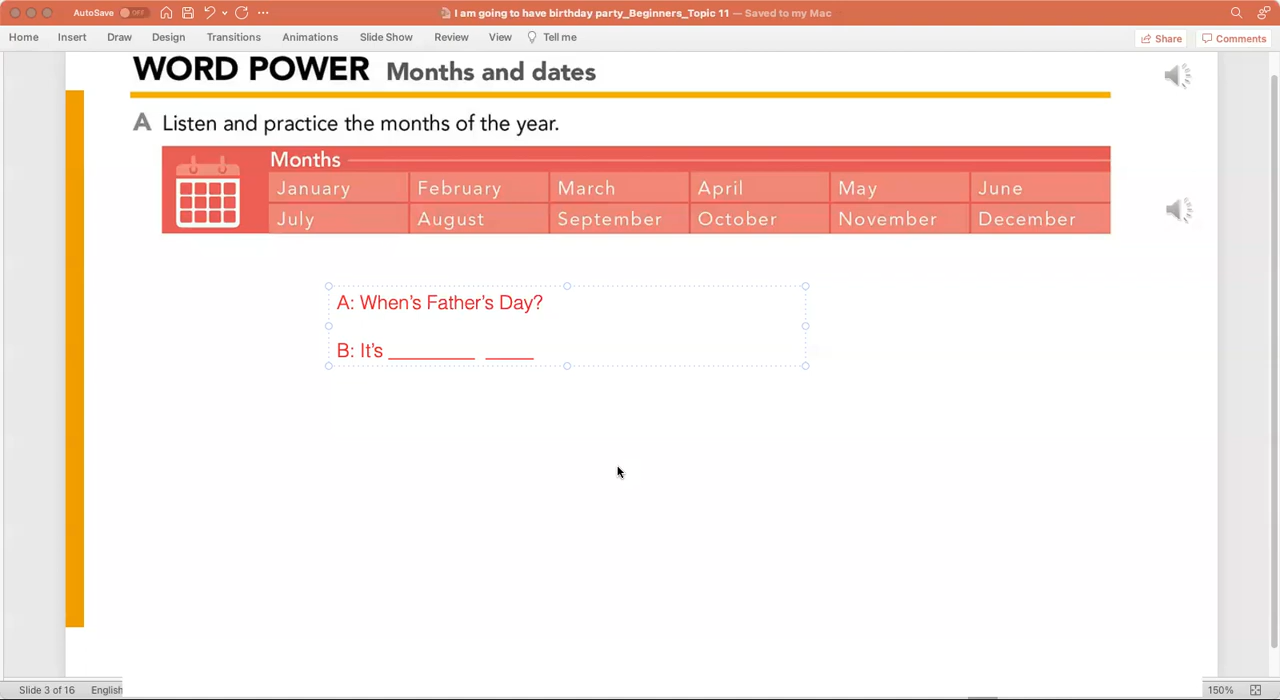 AutoSave OFF I am going to have birthday party_Beginners_Topic 11 — Saved to my Mac
Home Insert Draw Design Transitions Animations Slide Show Review View Tell me Share Comments
WORD POWER Months and dates
A Listen and practice the months of the year.
Months
January February March April May June
July August September October November December
A: When's Father's Day?
B: It's ________ _____
Slide 3 of 16 English 150%